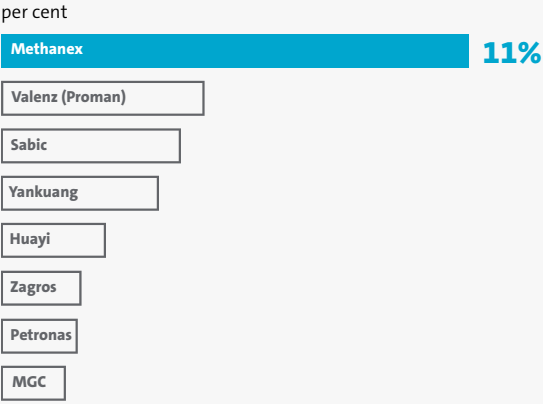 per cent
Methanex
11%
Valenz (Proman)
Sabic
Yankuang
Huayi
Zagros
Petronas
MGC